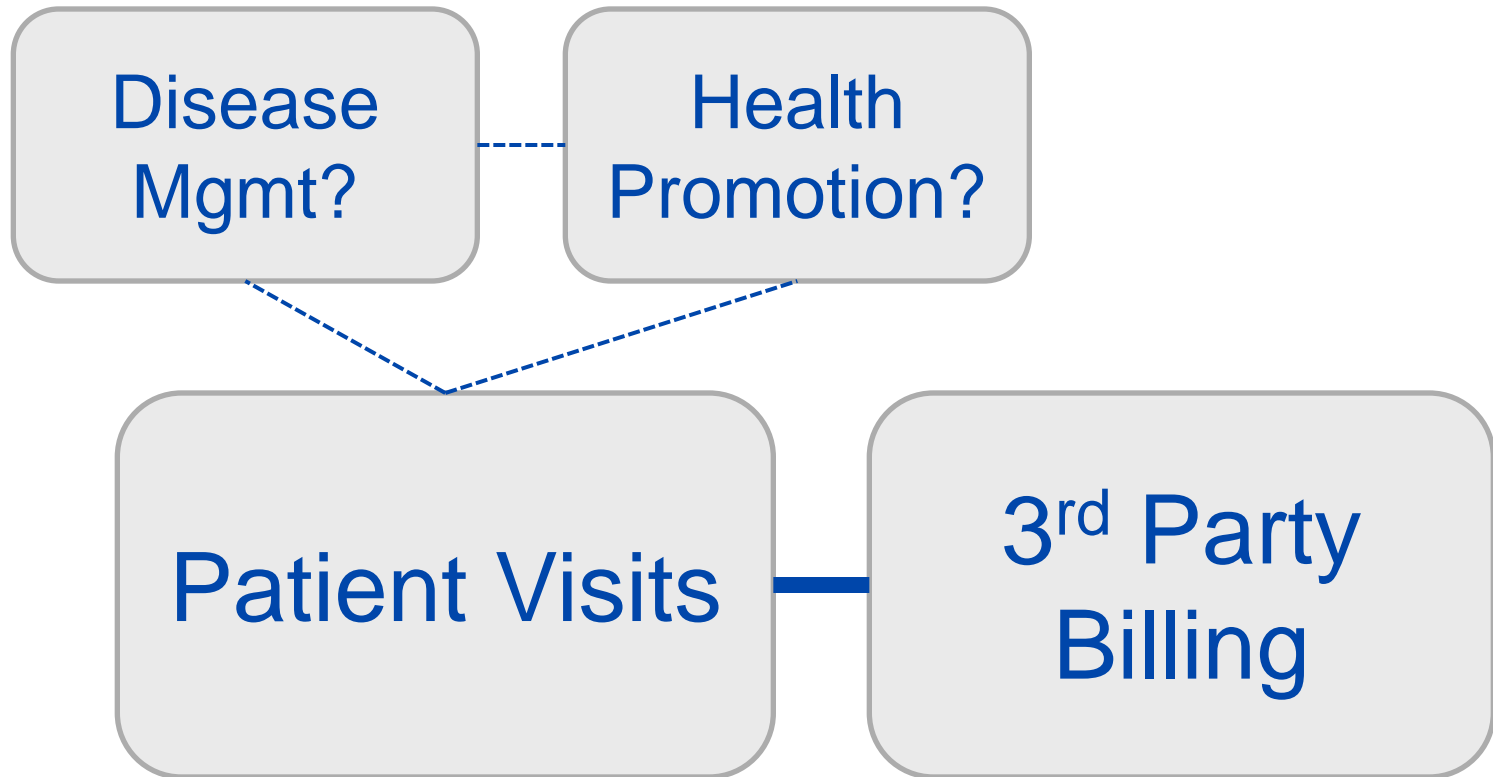 Disease
Mgmt?
Health
Promotion?
Patient Visits
3rd Party
Billing